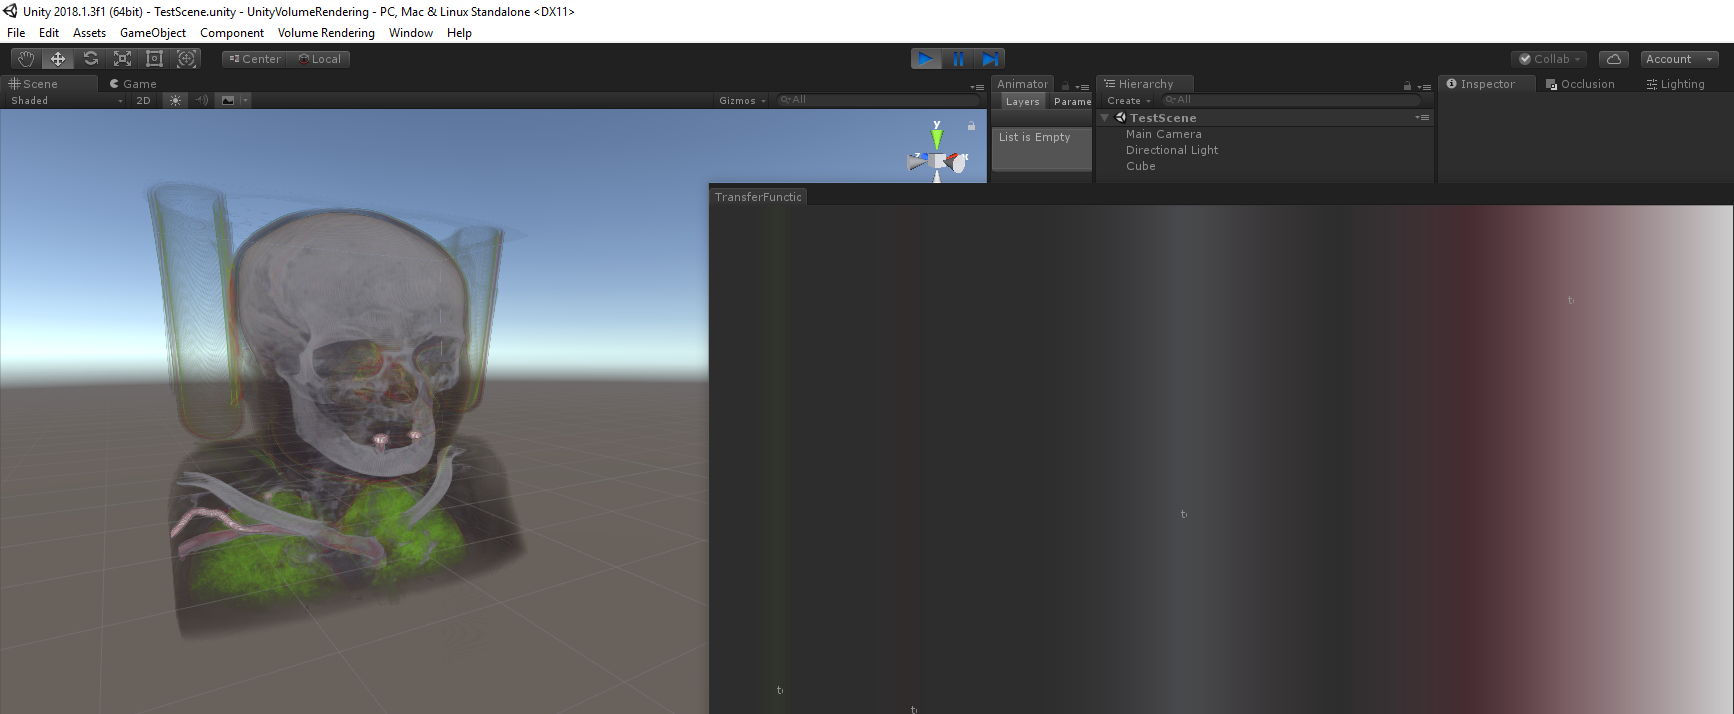 Unity 2018.1.3f1 (64bit) - TestScene.unity - UnityVolumeRendering - PC, Mac & Linux Standalone <DX11>
File Edit Assets GameObject Component Volume Rendering Window Help
Center Local Collab Account
Scene Game Animator Hierarchy Inspector Occlusion Lighting
Shaded 2D Gizmos All Layers Parame Create All
y TestScene
List is Empty Main Camera
z x Directional Light
Cube
TransferFunctic
t
t
t
t